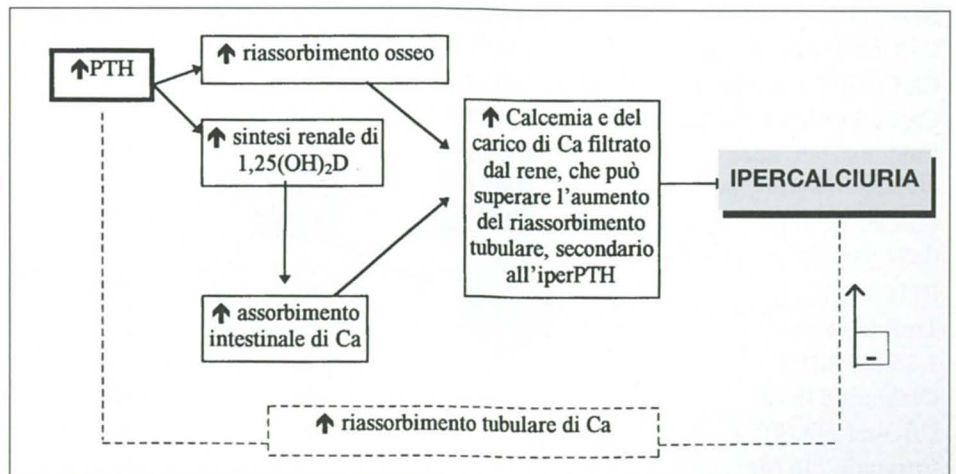 ↑PTH
↑ riassorbimento osseo
↑ sintesi renale di
1,25(OH)₂D
↑ assorbimento
intestinale di Ca
↑ Calcemia e del
carico di Ca filtrato
dal rene, che può
superare l'aumento
del riassorbimento
tubulare, secondario
all'iperPTH
IPERCALCIURIA
-
↑ riassorbimento tubulare di Ca